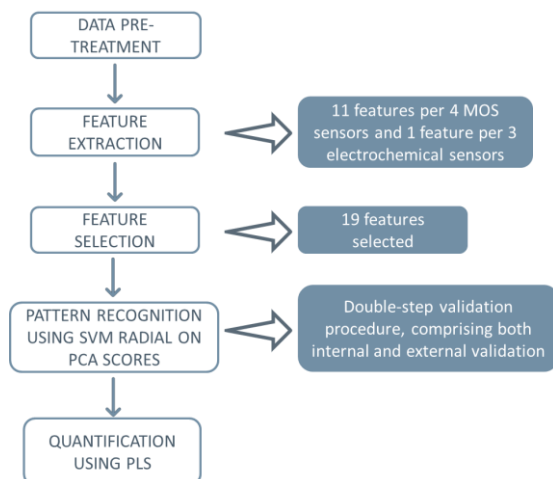 DATA PRE-
TREATMENT
FEATURE
EXTRACTION
11 features per 4 MOS
sensors and 1 feature per 3
electrochemical sensors
FEATURE
SELECTION
19 features
selected
PATTERN RECOGNITION
USING SVM RADIAL ON
PCA SCORES
Double-step validation
procedure, comprising both
internal and external validation
QUANTIFICATION
USING PLS